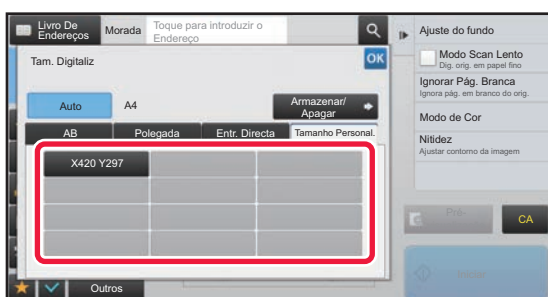 Livro De
Endereços
Morada
Toque para introduzir o
Endereço
Tam. Digitaliz
OK
Auto
A4
Armazenar/
Apagar
AB
Polegada
Entr. Directa
Tamanho Personal.
X420 Y297
Outros
Ajuste do fundo
Modo Scan Lento
Dig. orig. em papel fino
Ignorar Pág. Branca
Ignora pág. em branco do orig.
Modo de Cor
Nitidez
Ajustar contorno da imagem
CA